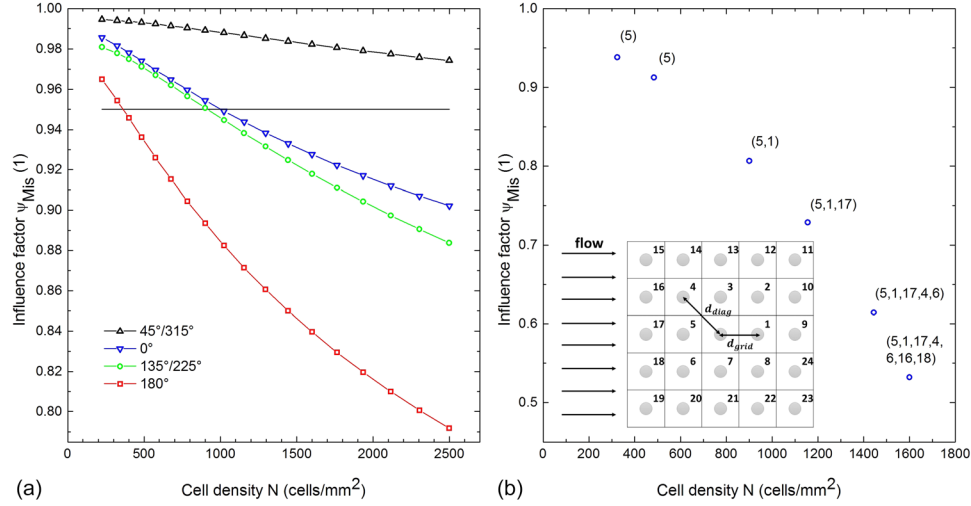 1.00
0.98
0.96
0.94
0.92
0.90
0.88
0.86
0.84
0.82
0.80
Influence factor ψMis (1)
45°/315°
0°
135°/225°
180°
0 500 1000 1500 2000 2500
Cell density N (cells/mm2)
(a)
1.0
0.9
0.8
0.7
0.6
0.5
Influence factor ψMis (1)
(5)
(5)
(5,1)
(5,1,17)
(5,1,17,4,6)
(5,1,17,4,
6,16,18)
flow
15 14 13 12 11
16 4 3 2 10
ddiag
17 5 1 9
dgrid
18 6 7 8 24
19 20 21 22 23
0 200 400 600 800 1000 1200 1400 1600 1800
Cell density N (cells/mm2)
(b)